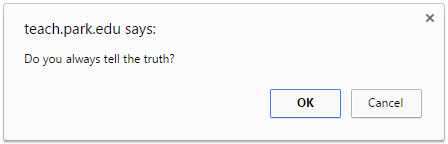 teach.park.edu says:
Do you always tell the truth?
OK Cancel